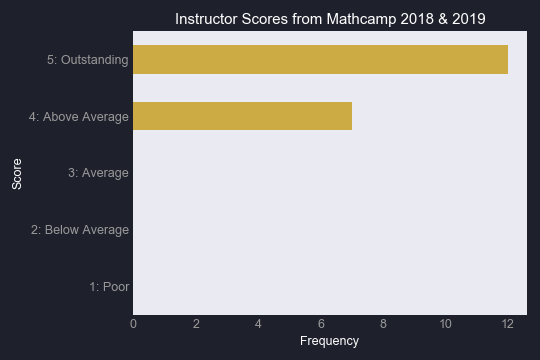 Instructor Scores from Mathcamp 2018 & 2019
5: Outstanding
4: Above Average
3: Average
2: Below Average
1: Poor
Score
0 2 4 6 8 10 12
Frequency